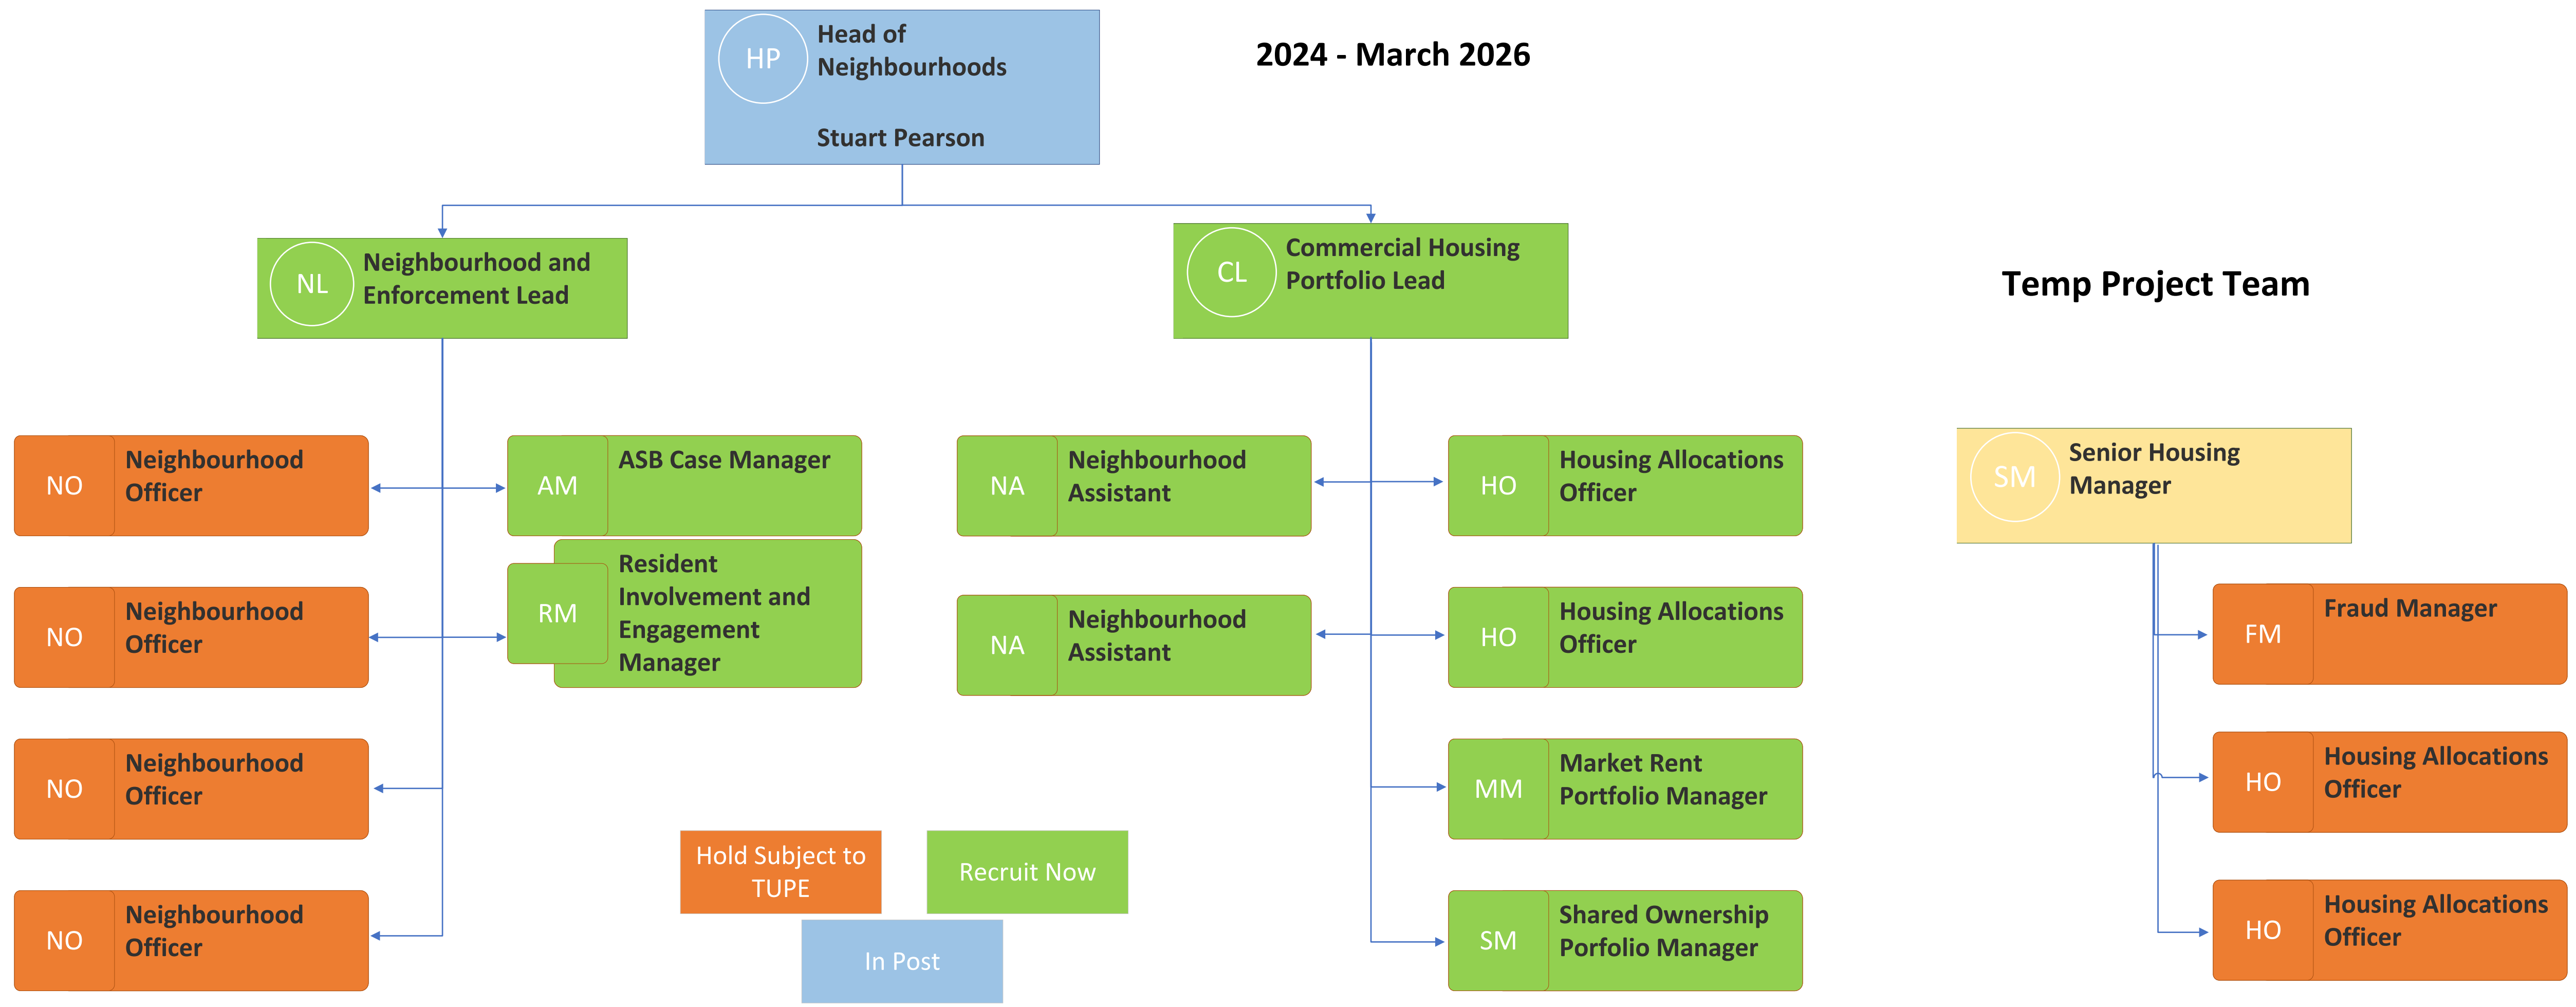 HP
Head of
Neighbourhoods
Stuart Pearson
2024 - March 2026
NL
Neighbourhood and
Enforcement Lead
CL
Commercial Housing
Portfolio Lead
Temp Project Team
NO
Neighbourhood
Officer
AM
ASB Case Manager
NA
Neighbourhood
Assistant
HO
Housing Allocations
Officer
SM
Senior Housing
Manager
NO
Neighbourhood
Officer
RM
Resident
Involvement and
Engagement
Manager
NA
Neighbourhood
Assistant
HO
Housing Allocations
Officer
FM
Fraud Manager
NO
Neighbourhood
Officer
MM
Market Rent
Portfolio Manager
HO
Housing Allocations
Officer
Hold Subject to
TUPE
Recruit Now
In Post
NO
Neighbourhood
Officer
SM
Shared Ownership
Porfolio Manager
HO
Housing Allocations
Officer